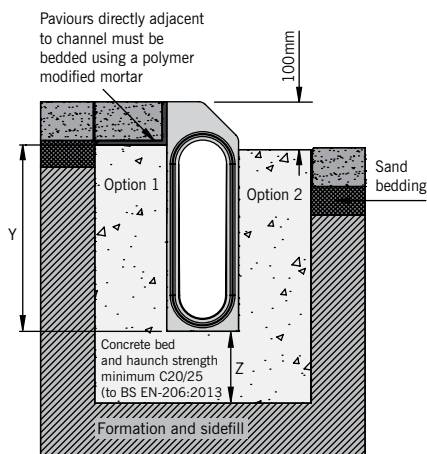 Paviours directly adjacent
to channel must be
bedded using a polymer
modified mortar
100mm
Option 1
Option 2
Sand
bedding
Y
Concrete bed
and haunch strength
minimum C20/25
(to BS EN-206:2013
Z
Formation and sidefill